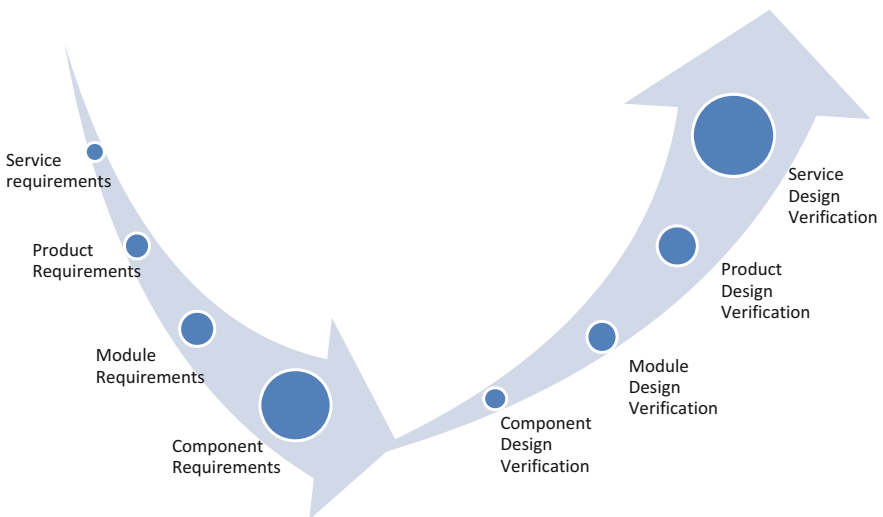 Service
requirements
Product
Requirements
Module
Requirements
Component
Requirements
Component
Design
Verification
Module
Design
Verification
Product
Design
Verification
Service
Design
Verification